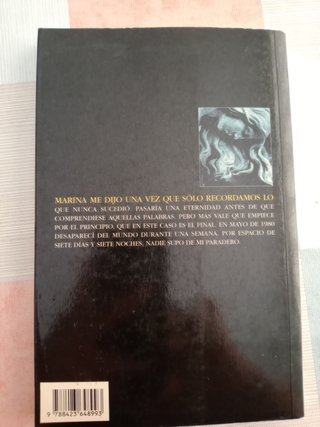 MARINA ME DIJO UNA VEZ QUE SÓLO RECORDAMOS LO
QUE NUNCA SUCEDIÓ. PASARÍA UNA ETERNIDAD ANTES DE QUE
COMPRENDIESE AQUELLAS PALABRAS. PERO MÁS VALE QUE EMPIECE
POR EL PRINCIPIO, QUE EN ESTE CASO ES EL FINAL. EN MAYO DE 1980
DESAPARECÍ DEL MUNDO DURANTE UNA SEMANA. POR ESPACIO DE
SIETE DÍAS Y SIETE NOCHES, NADIE SUPO DE MI PARADERO.
9 788423 648993